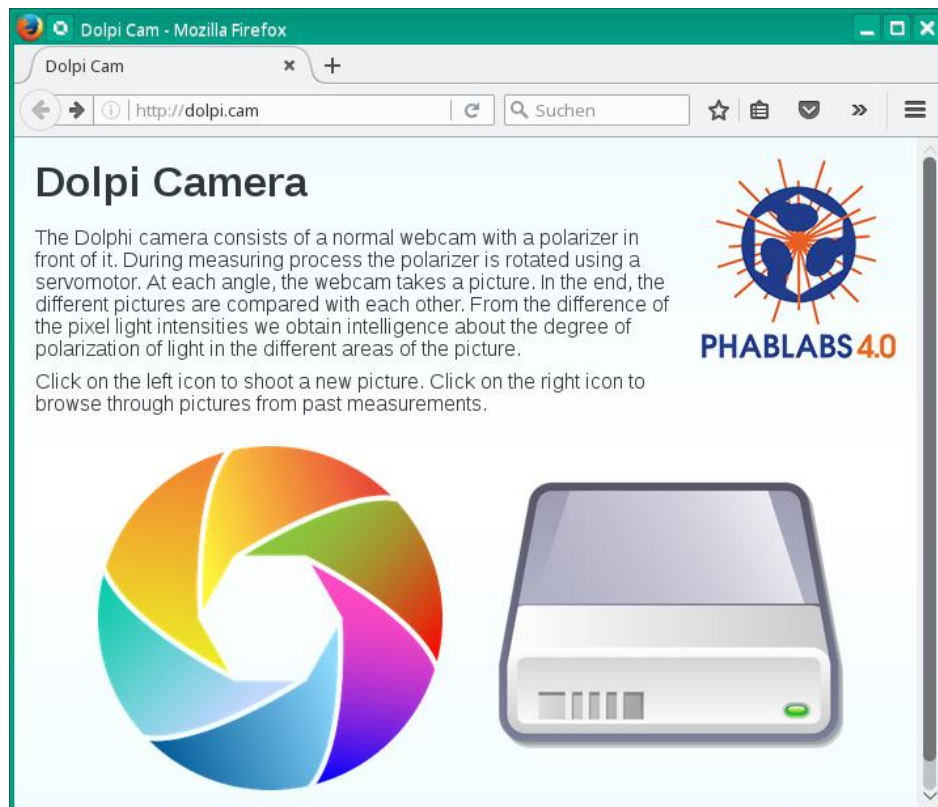 Dolpi Cam - Mozilla Firefox
Dolpi Cam
http://dolpi.cam
Suchen
Dolpi Camera
The Dolphi camera consists of a normal webcam with a polarizer in
front of it. During measuring process the polarizer is rotated using a
servomotor. At each angle, the webcam takes a picture. In the end, the
different pictures are compared with each other. From the difference of
the pixel light intensities we obtain intelligence about the degree of
polarization of light in the different areas of the picture.
Click on the left icon to shoot a new picture. Click on the right icon to
browse through pictures from past measurements.
PHABLABS 4.0